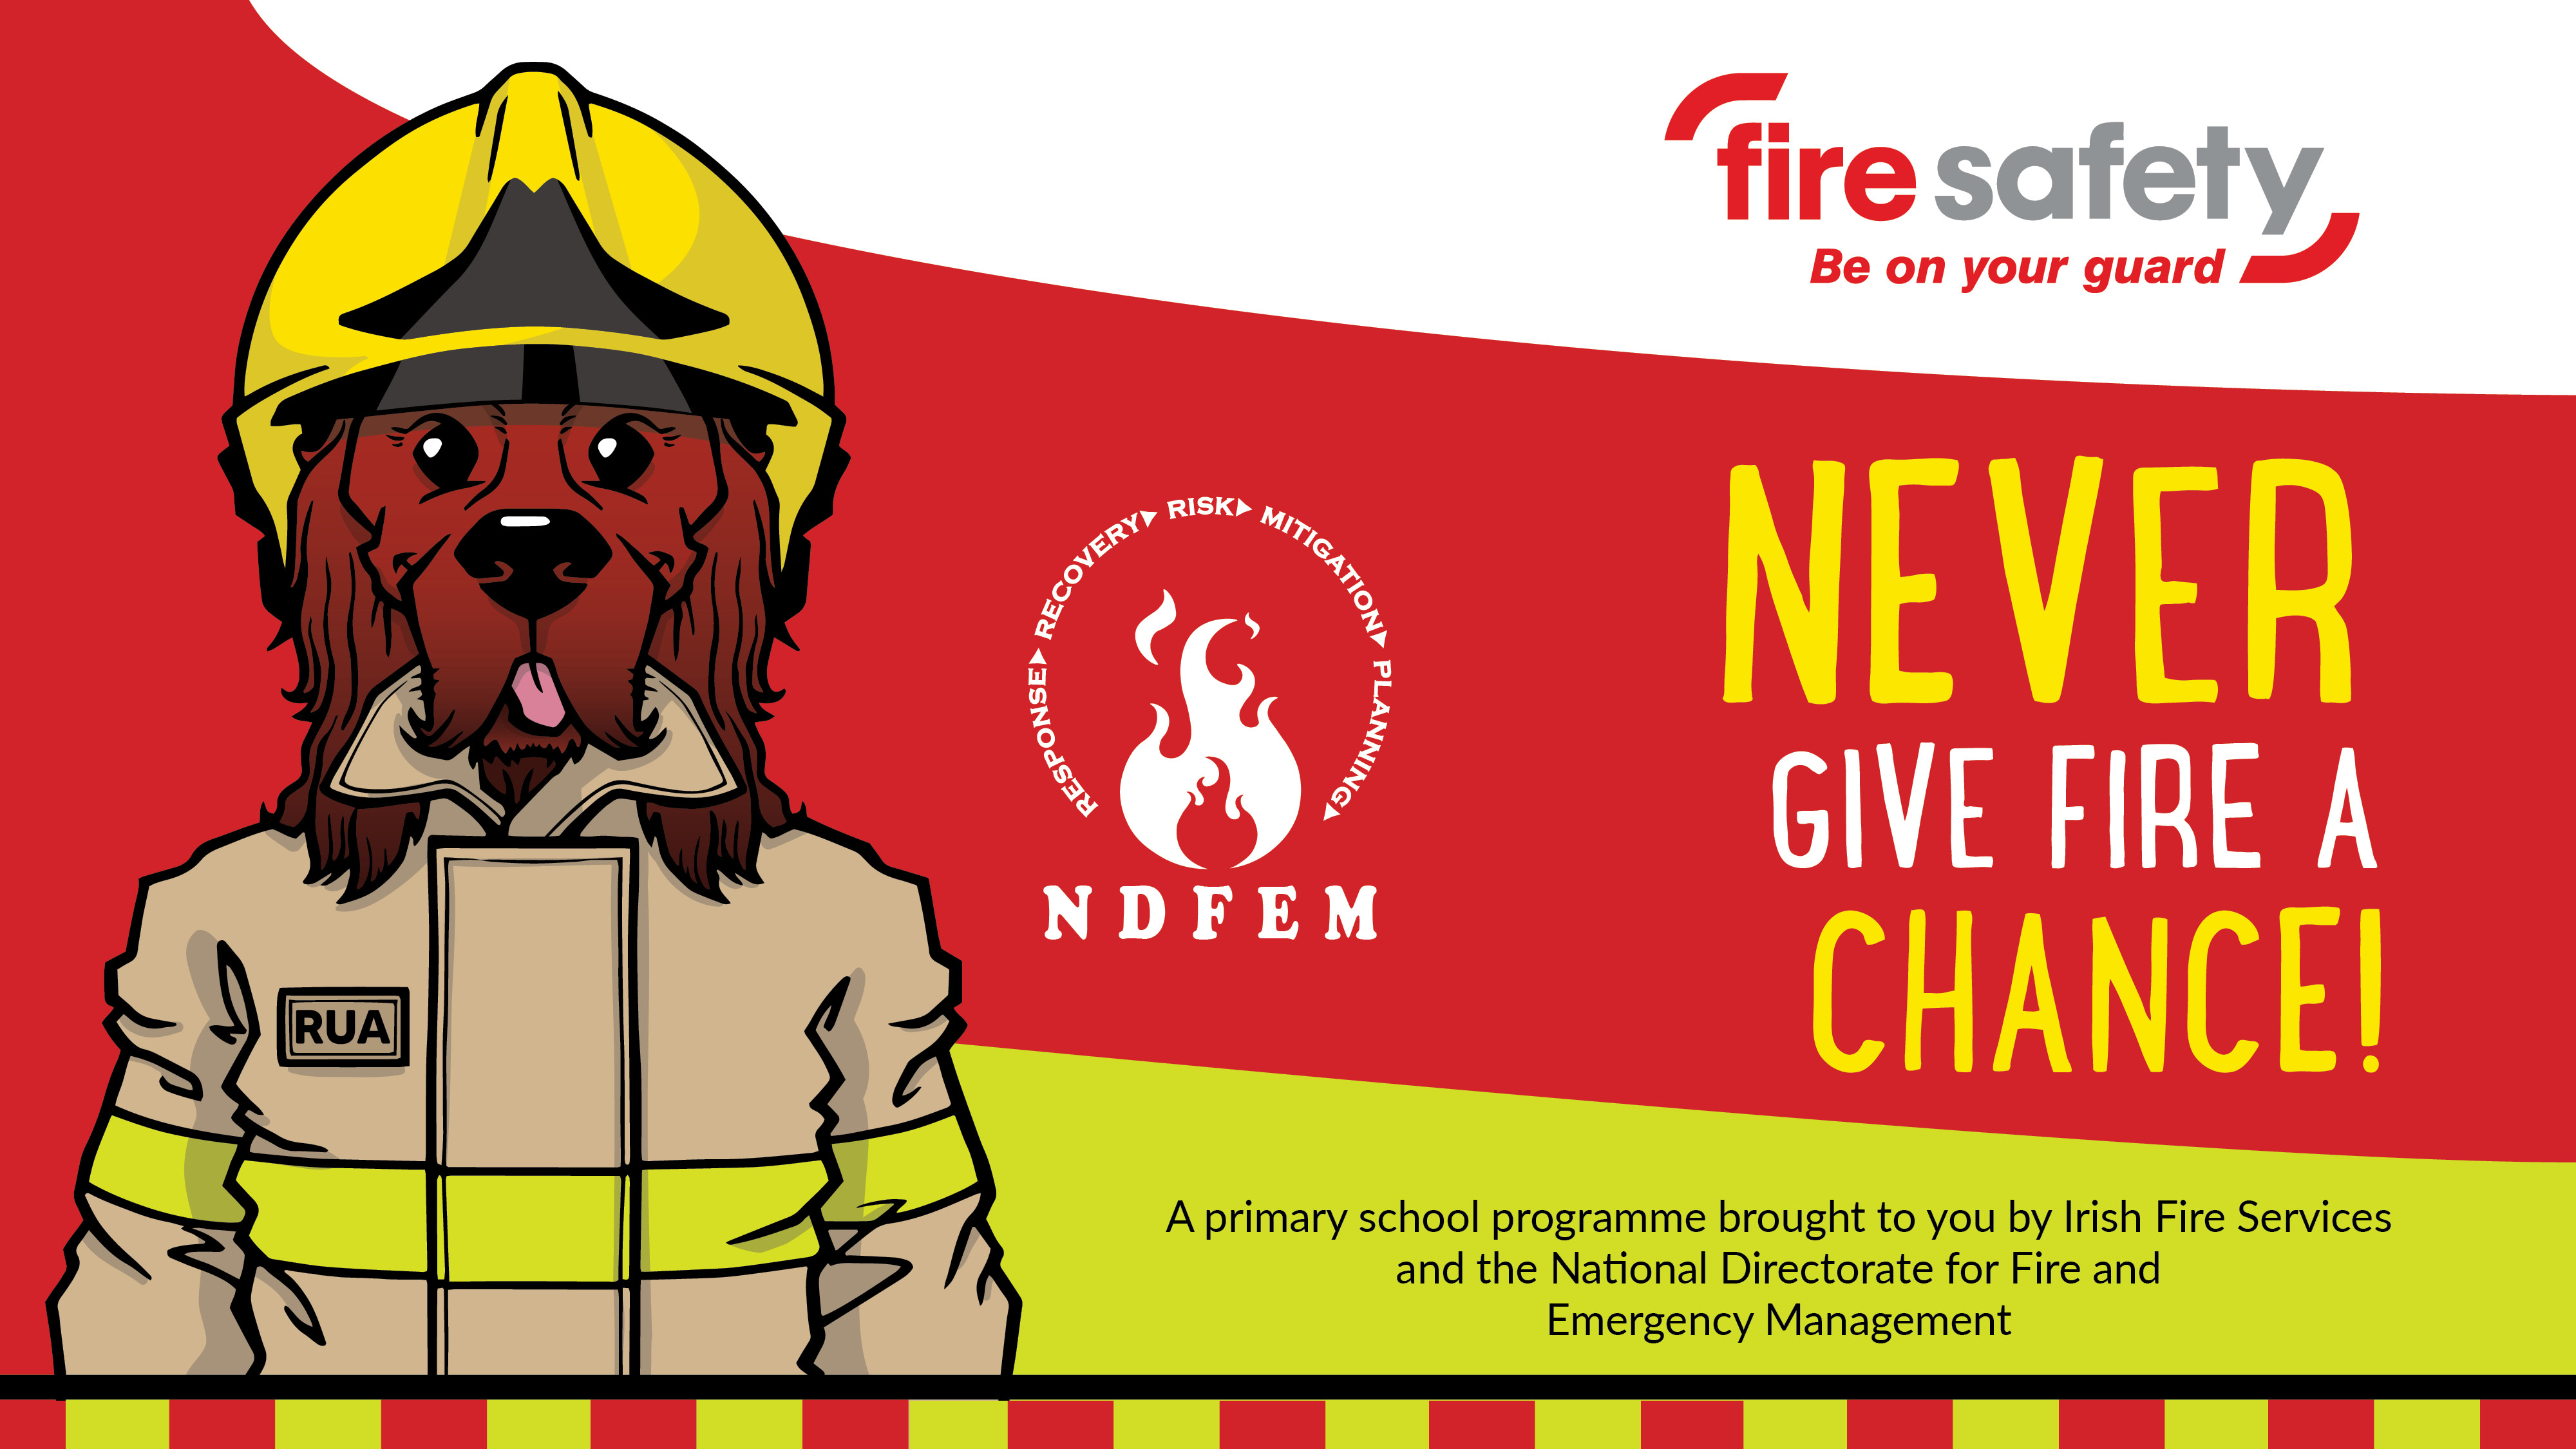 fire safety
Be on your guard
RESPONSE RECOVERY RISK MITIGATION PLANNING
NDFEM
NEVER
GIVE FIRE A
CHANCE!
RUA
A primary school programme brought to you by Irish Fire Services
and the National Directorate for Fire and
Emergency Management